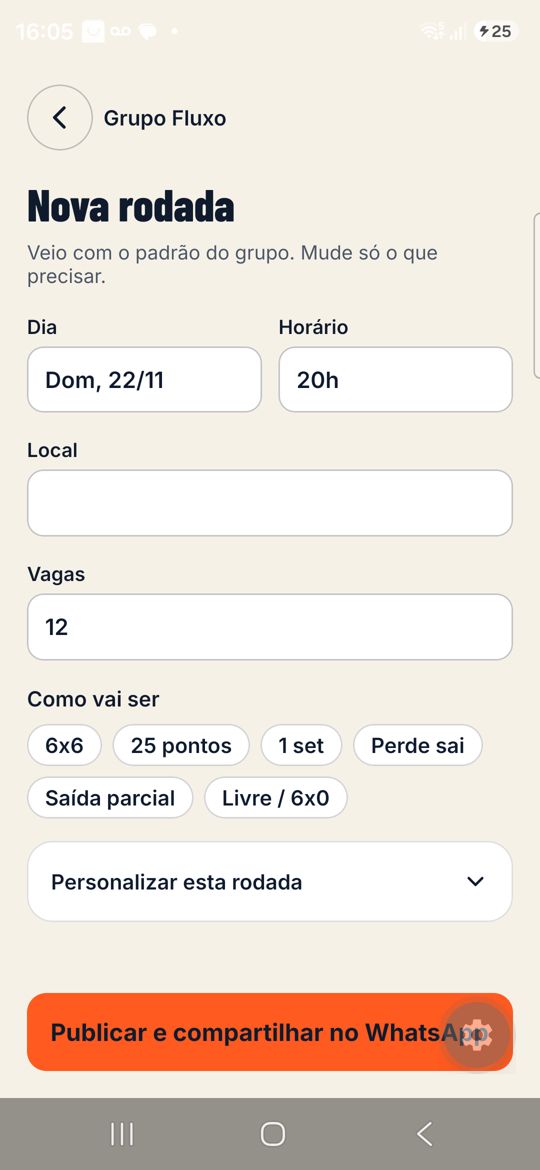 16:05
25
Grupo Fluxo
Nova rodada
Veio com o padrão do grupo. Mude só o que
precisar.
Dia
Horário
Dom, 22/11
20h
Local
Vagas
12
Como vai ser
6x6
25 pontos
1 set
Perde sai
Saída parcial
Livre / 6x0
Personalizar esta rodada
Publicar e compartilhar no WhatsApp